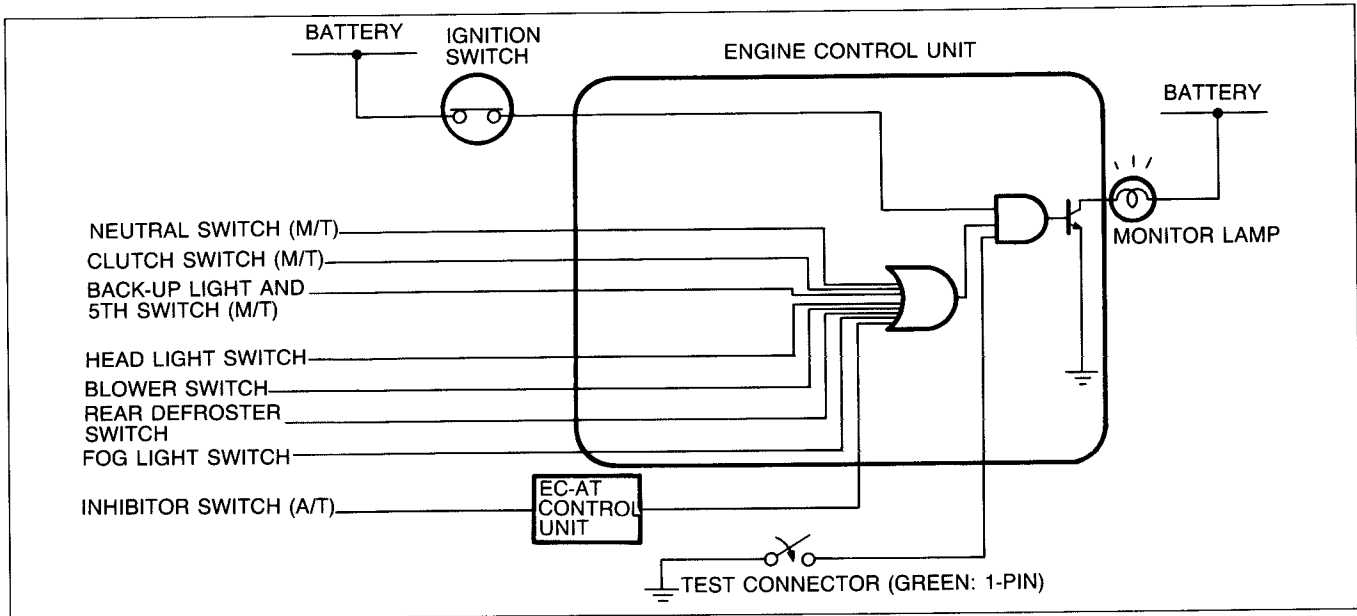 BATTERY
IGNITION
SWITCH
ENGINE CONTROL UNIT
BATTERY
MONITOR LAMP
NEUTRAL SWITCH (M/T)
CLUTCH SWITCH (M/T)
BACK-UP LIGHT AND
5TH SWITCH (M/T)
HEAD LIGHT SWITCH
BLOWER SWITCH
REAR DEFROSTER
SWITCH
FOG LIGHT SWITCH
INHIBITOR SWITCH (A/T)
EC-AT
CONTROL
UNIT
TEST CONNECTOR (GREEN: 1-PIN)